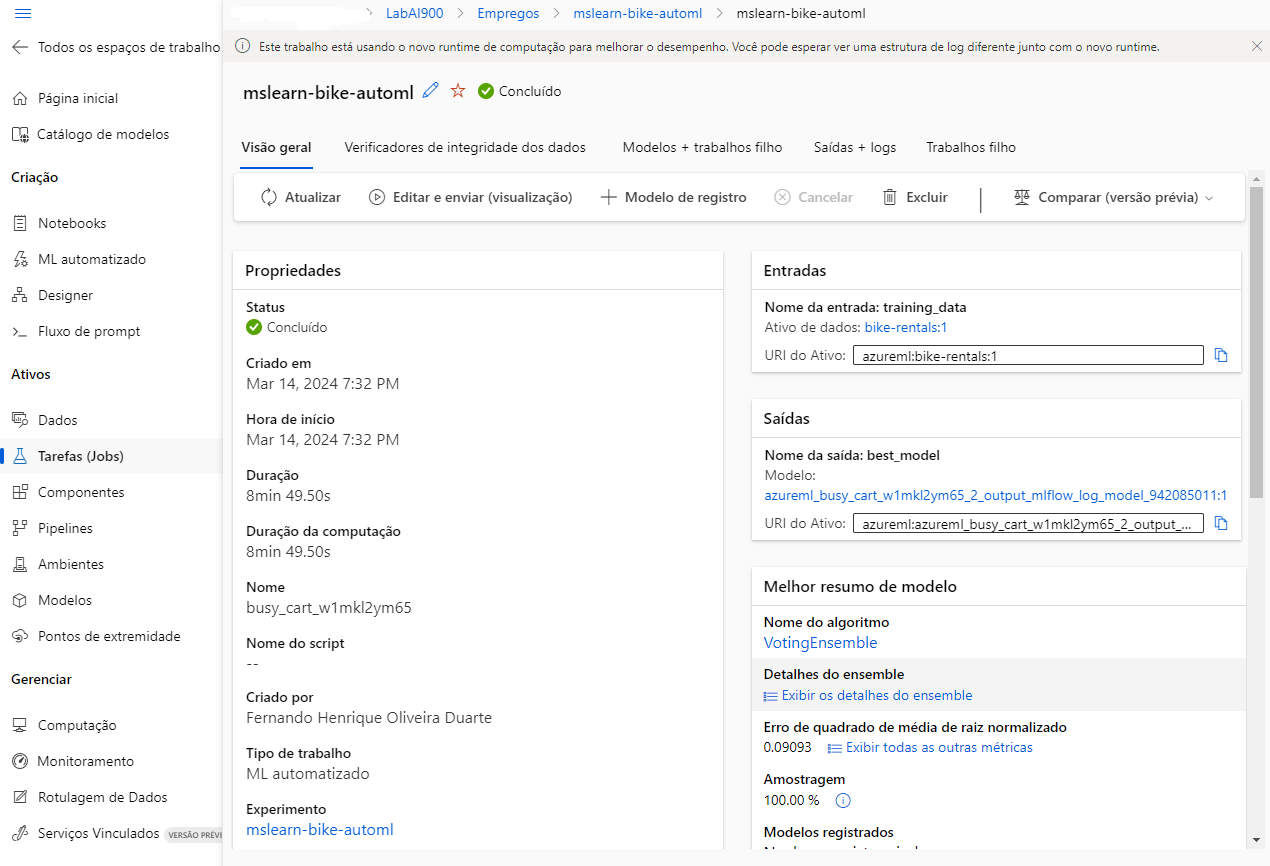 LabAI900 > Empregos > mslearn-bike-automl > mslearn-bike-automl
Todos os espaços de trabalho
Este trabalho está usando o novo runtime de computação para melhorar o desempenho. Você pode esperar ver uma estrutura de log diferente junto com o novo runtime.
mslearn-bike-automl Concluído
Página inicial
Catálogo de modelos
Criação
Notebooks
ML automatizado
Designer
Fluxo de prompt
Ativos
Dados
Tarefas (Jobs)
Componentes
Pipelines
Ambientes
Modelos
Pontos de extremidade
Gerenciar
Computação
Monitoramento
Rotulagem de Dados
Serviços Vinculados VERSÃO PRÉVI
Visão geral Verificadores de integridade dos dados Modelos + trabalhos filho Saídas + logs Trabalhos filho
Atualizar Editar e enviar (visualização) Modelo de registro Cancelar Excluir Comparar (versão prévia)
Propriedades
Status
Concluído
Criado em
Mar 14, 2024 7:32 PM
Hora de início
Mar 14, 2024 7:32 PM
Duração
8min 49.50s
Duração da computação
8min 49.50s
Nome
busy_cart_w1mkl2ym65
Nome do script
--
Criado por
Fernando Henrique Oliveira Duarte
Tipo de trabalho
ML automatizado
Experimento
mslearn-bike-automl
Entradas
Nome da entrada: training_data
Ativo de dados: bike-rentals:1
URI do Ativo: azureml:bike-rentals:1
Saídas
Nome da saída: best_model
Modelo:
azureml_busy_cart_w1mkl2ym65_2_output_mlflow_log_model_942085011:1
URI do Ativo: azureml:azureml_busy_cart_w1mkl2ym65_2_output_...
Melhor resumo de modelo
Nome do algoritmo
VotingEnsemble
Detalhes do ensemble
Exibir os detalhes do ensemble
Erro de quadrado de média de raiz normalizado
0.09093 Exibir todas as outras métricas
Amostragem
100.00 %
Modelos registrados